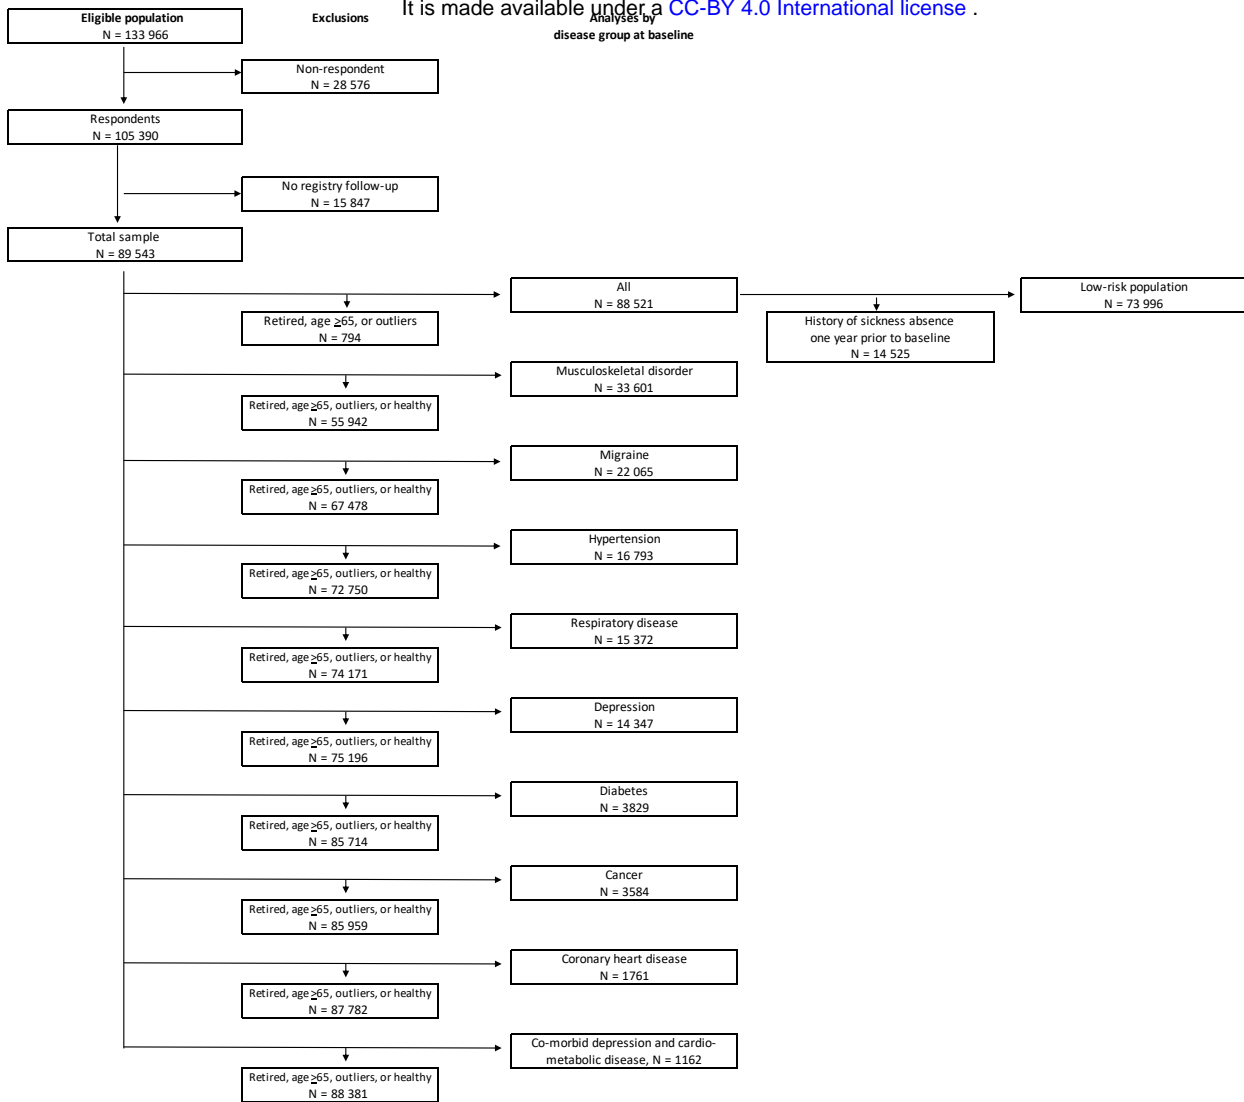 It is made available under a CC-BY 4.0 International license .
Eligible population
N = 133 966
Exclusions
Analyses by
disease group at baseline
Non-respondent
N = 28 576
Respondents
N = 105 390
No registry follow-up
N = 15 847
Total sample
N = 89 543
All
N = 88 521
Low-risk population
N = 73 996
Retired, age ≥65, or outliers
N = 794
History of sickness absence
one year prior to baseline
N = 14 525
Musculoskeletal disorder
N = 33 601
Retired, age ≥65, outliers, or healthy
N = 55 942
Migraine
N = 22 065
Retired, age ≥65, outliers, or healthy
N = 67 478
Hypertension
N = 16 793
Retired, age ≥65, outliers, or healthy
N = 72 750
Respiratory disease
N = 15 372
Retired, age ≥65, outliers, or healthy
N = 74 171
Depression
N = 14 347
Retired, age ≥65, outliers, or healthy
N = 75 196
Diabetes
N = 3829
Retired, age ≥65, outliers, or healthy
N = 85 714
Cancer
N = 3584
Retired, age ≥65, outliers, or healthy
N = 85 959
Coronary heart disease
N = 1761
Retired, age ≥65, outliers, or healthy
N = 87 782
Co-morbid depression and cardio-
metabolic disease, N = 1162
Retired, age ≥65, outliers, or healthy
N = 88 381